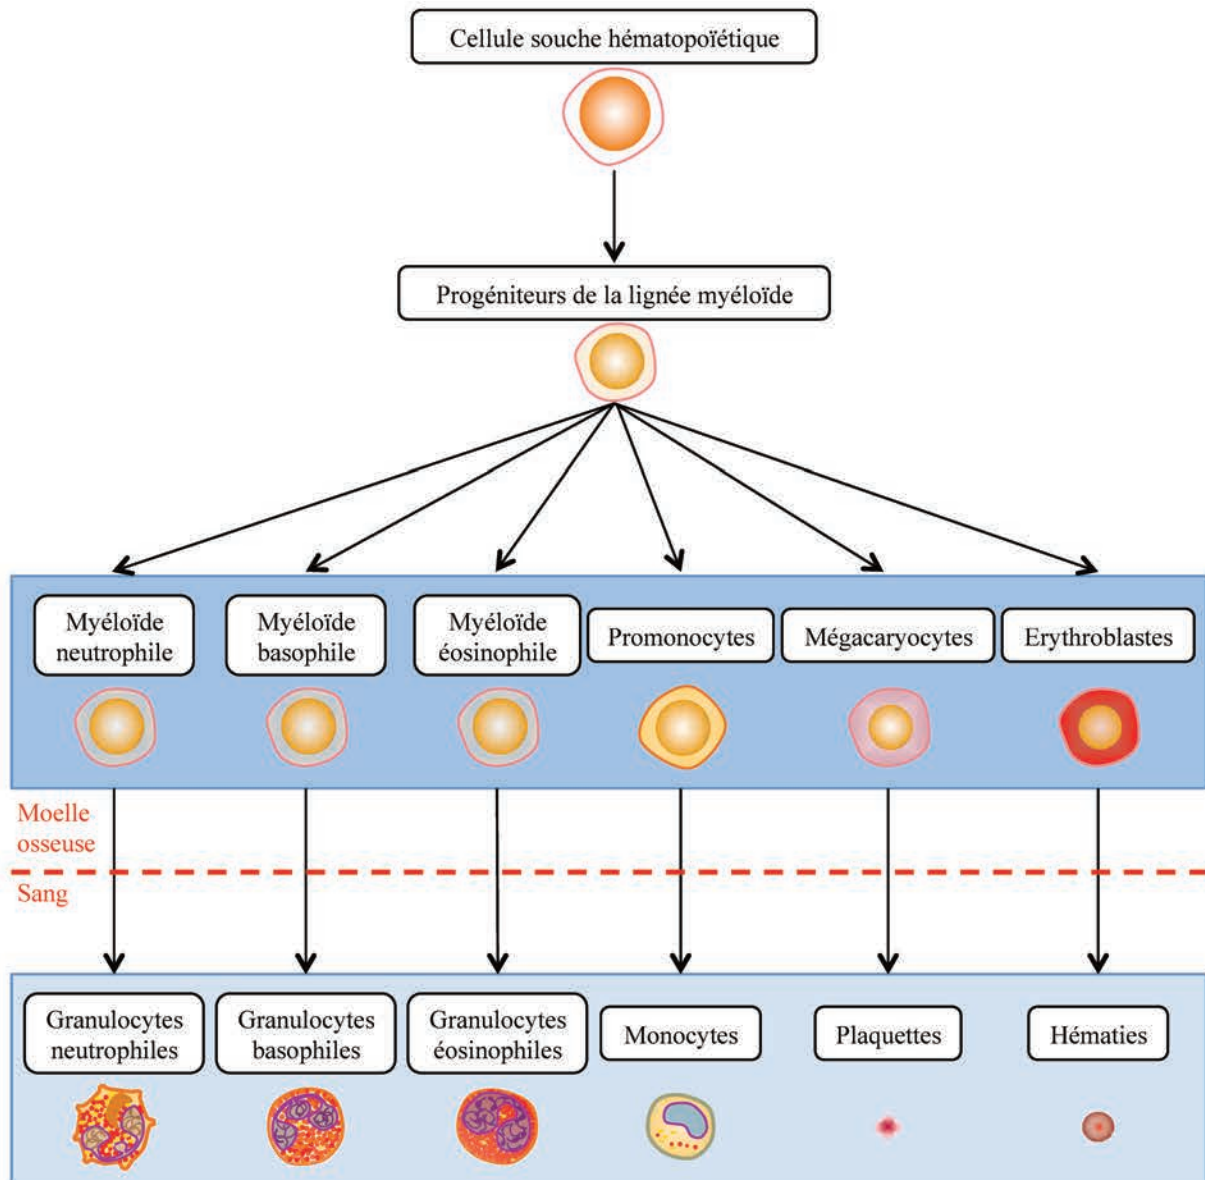 Cellule souche hématopoïétique
Progéniteurs de la lignée myéloïde
Myéloïde
neutrophile
Myéloïde
basophile
Myéloïde
éosinophile
Promonocytes
Mégacaryocytes
Erythroblastes
Moelle
osseuse
Sang
Granulocytes
neutrophiles
Granulocytes
basophiles
Granulocytes
éosinophiles
Monocytes
Plaquettes
Hématies